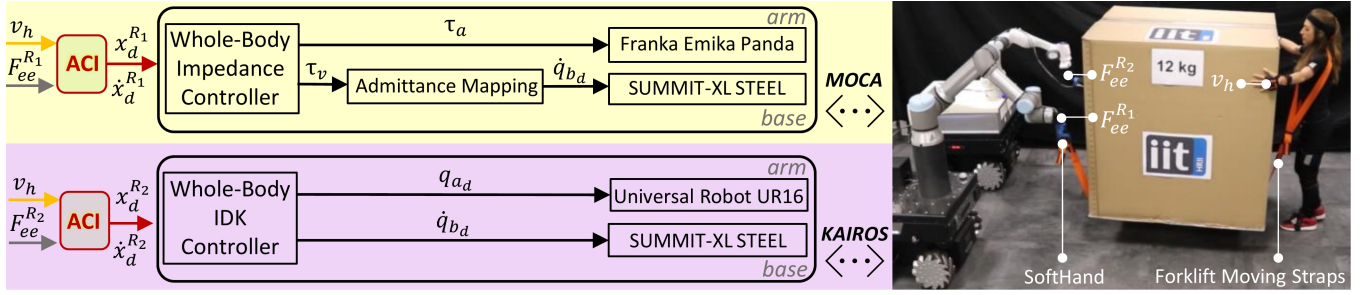 v_h
F_ee^{R_1}
ACI
x_d^{R_1}
ẋ_d^{R_1}
Whole-Body
Impedance
Controller
τ_a
τ_v
Admittance Mapping
q̇_{b_d}
arm
Franka Emika Panda
SUMMIT-XL STEEL
base
MOCA
<···>
v_h
F_ee^{R_2}
ACI
x_d^{R_2}
ẋ_d^{R_2}
Whole-Body
IDK
Controller
q_{a_d}
q̇_{b_d}
arm
Universal Robot UR16
SUMMIT-XL STEEL
base
KAIROS
<···>
iit
12 kg
F_ee^{R_2}
v_h
F_ee^{R_1}
iit
HRII
SoftHand
Forklift Moving Straps